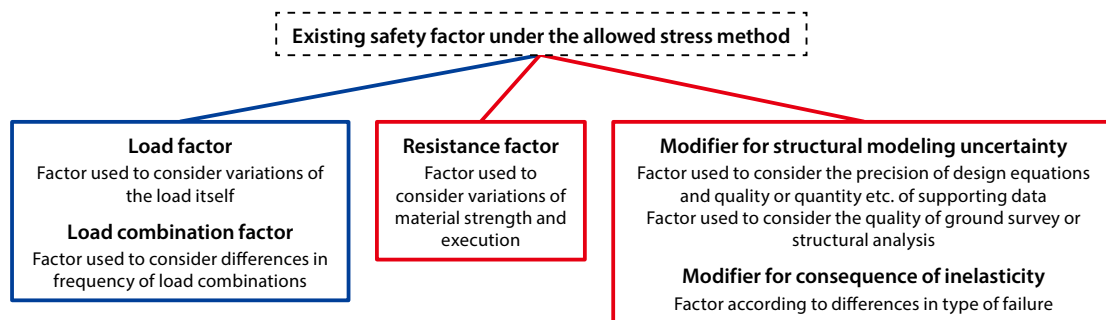 Existing safety factor under the allowed stress method
Load factor
Factor used to consider variations of
the load itself
Load combination factor
Factor used to consider differences in
frequency of load combinations
Resistance factor
Factor used to
consider variations of
material strength and
execution
Modifier for structural modeling uncertainty
Factor used to consider the precision of design equations
and quality or quantity etc. of supporting data
Factor used to consider the quality of ground survey or
structural analysis
Modifier for consequence of inelasticity
Factor according to differences in type of failure